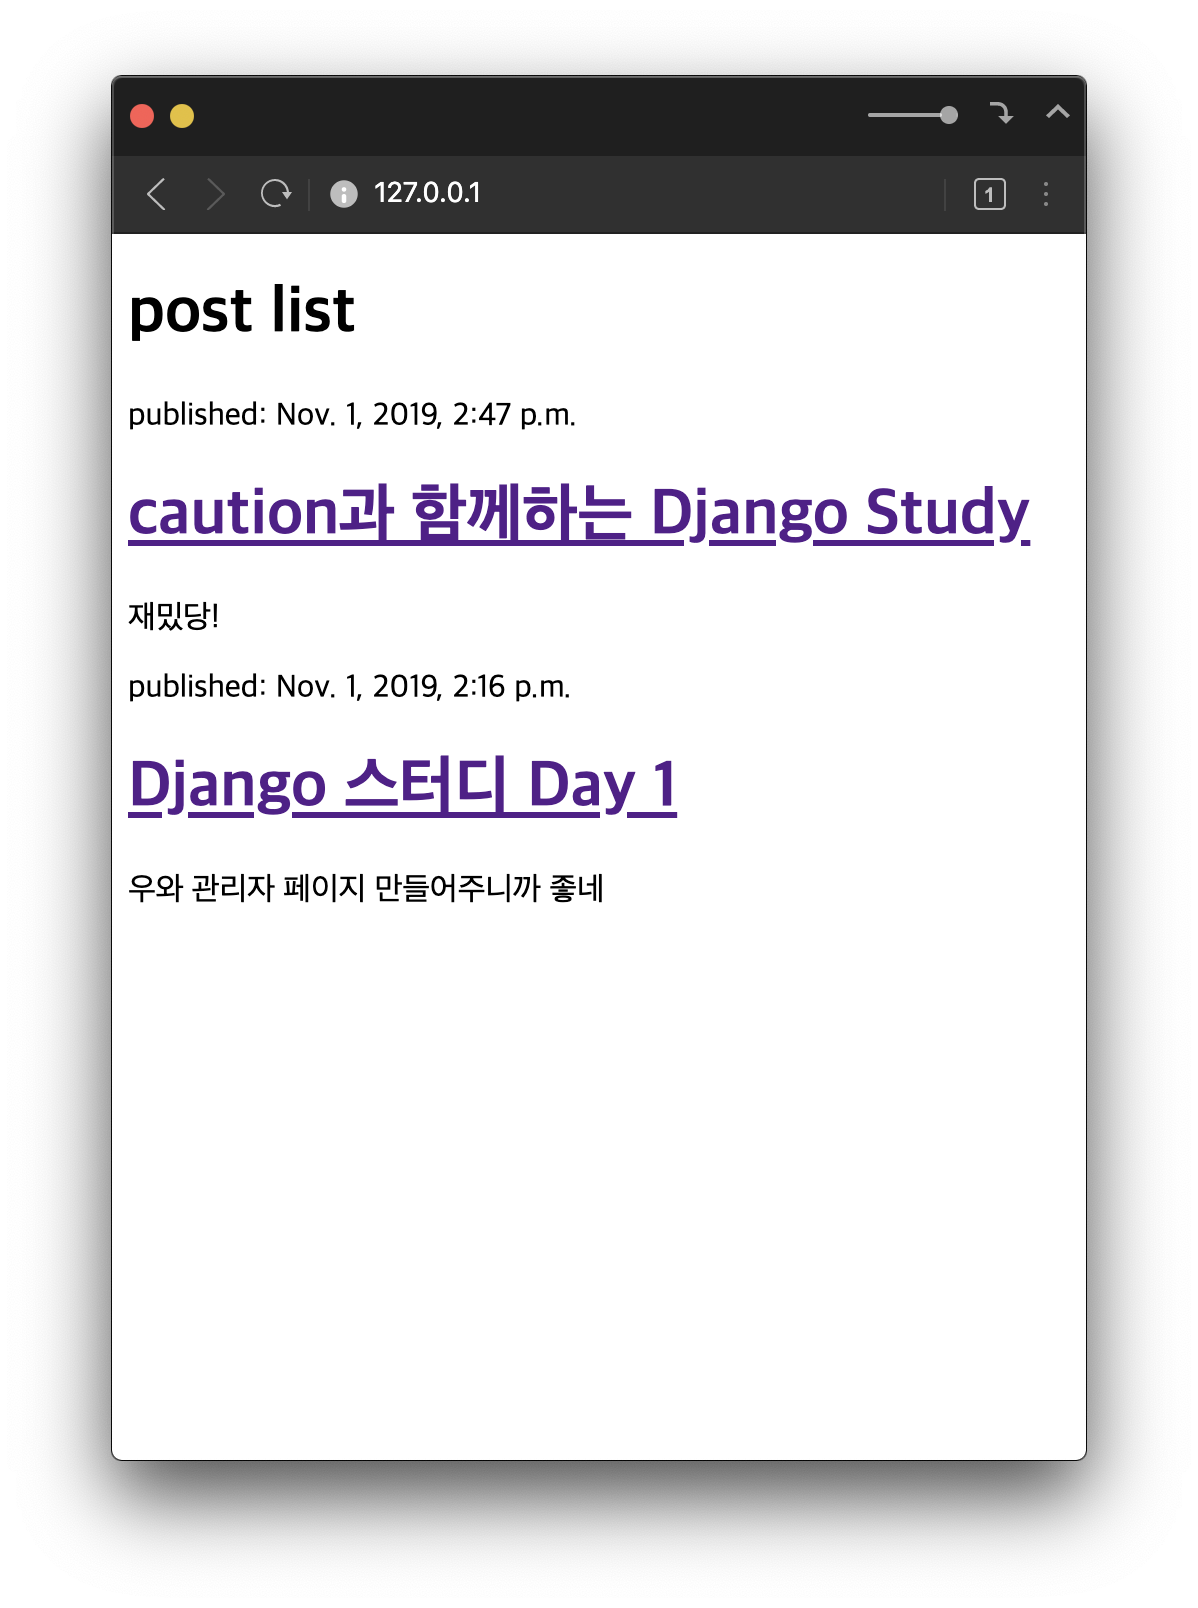 127.0.0.1
1
post list
published: Nov. 1, 2019, 2:47 p.m.
caution과 함께하는 Django Study
재밌당!
published: Nov. 1, 2019, 2:16 p.m.
Django 스터디 Day 1
우와 관리자 페이지 만들어주니까 좋네